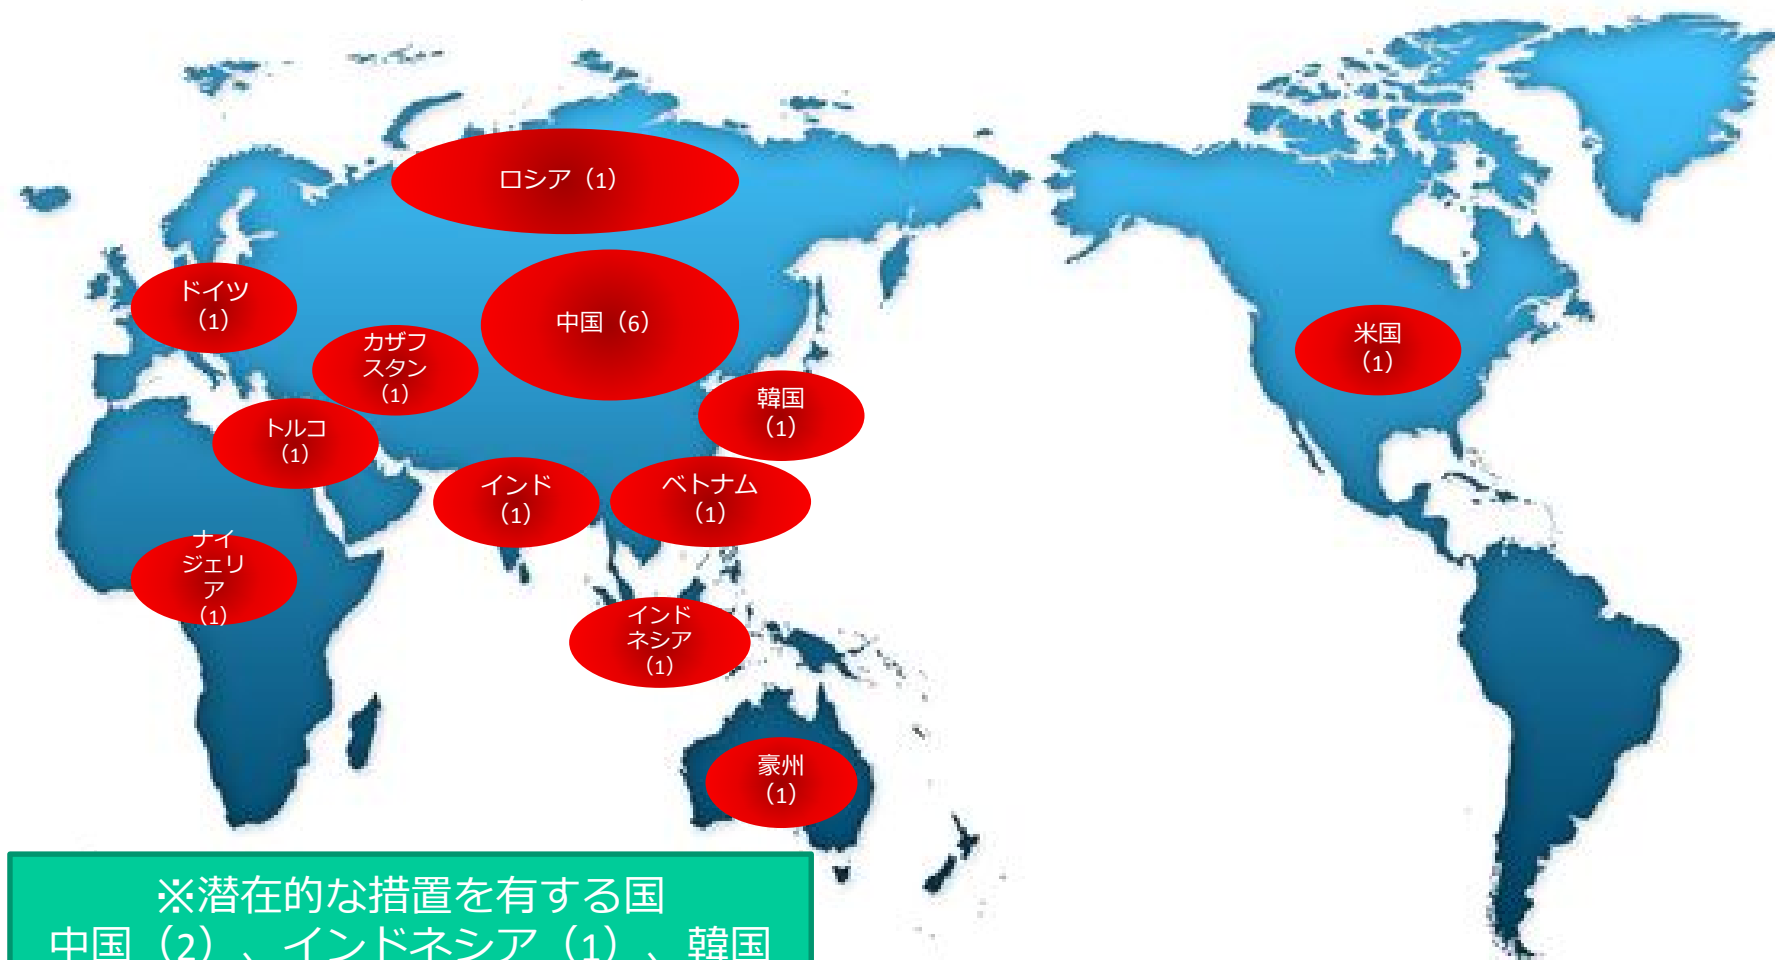 ロシア（1）
ドイツ
（1）
中国（6）
カザフ
スタン
（1）
米国
（1）
韓国
（1）
トルコ
（1）
インド
（1）
ベトナム
（1）
ナイ
ジェリ
ア
（1）
インド
ネシア
（1）
豪州
（1）
※潜在的な措置を有する国
中国（2）、インドネシア（1）、韓国